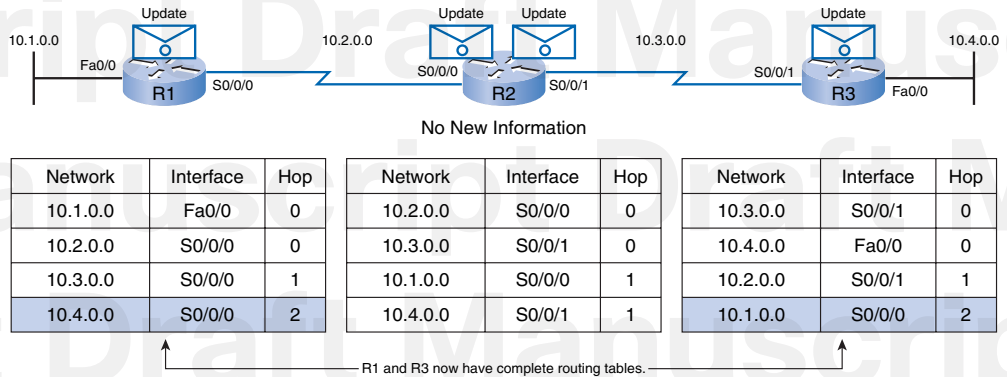 Update Update Update Update
10.1.0.0 10.2.0.0 10.3.0.0 10.4.0.0
Fa0/0 R1 S0/0/0 S0/0/0 R2 S0/0/1 S0/0/1 R3 Fa0/0
No New Information
Network Interface Hop
10.1.0.0 Fa0/0 0
10.2.0.0 S0/0/0 0
10.3.0.0 S0/0/0 1
10.4.0.0 S0/0/0 2
Network Interface Hop
10.2.0.0 S0/0/0 0
10.3.0.0 S0/0/1 0
10.1.0.0 S0/0/0 1
10.4.0.0 S0/0/1 1
Network Interface Hop
10.3.0.0 S0/0/1 0
10.4.0.0 Fa0/0 0
10.2.0.0 S0/0/1 1
10.1.0.0 S0/0/0 2
R1 and R3 now have complete routing tables.
ript Draft Manus
anuscript Draft M
t Draft Manuscrip